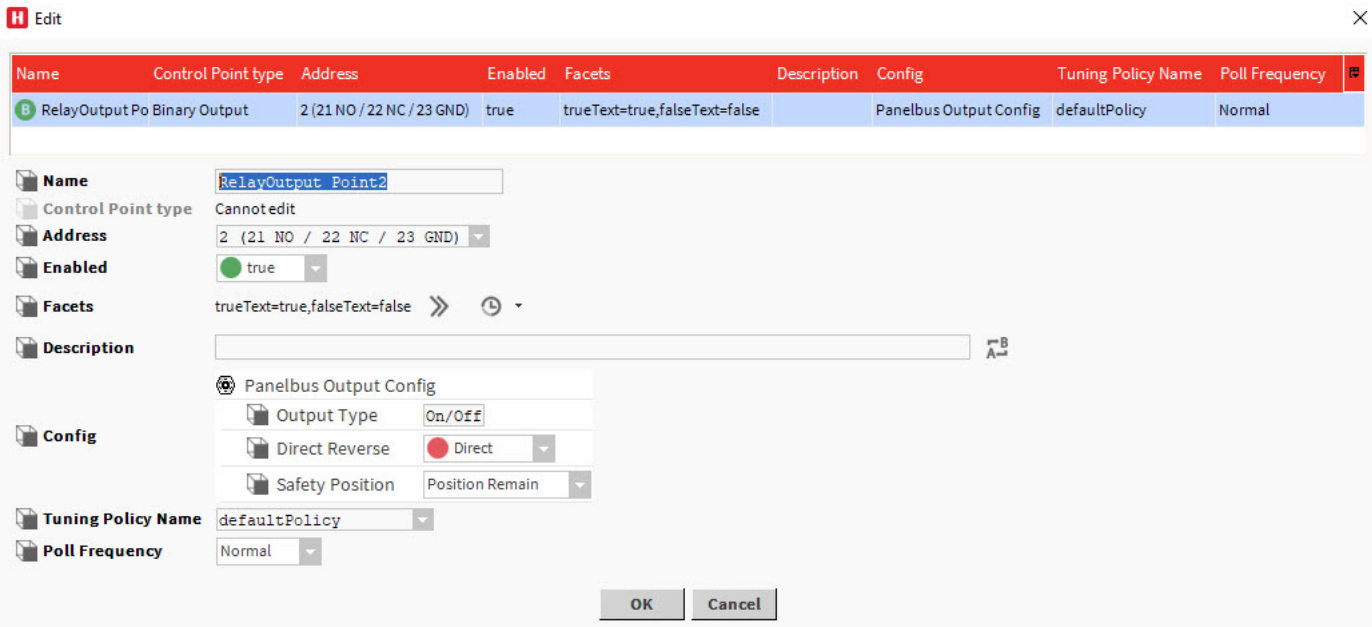 H Edit
Name Control Point type Address Enabled Facets Description Config Tuning Policy Name Poll Frequency
B RelayOutput Po Binary Output 2 (21 NO / 22 NC / 23 GND) true trueText=true,falseText=false Panelbus Output Config defaultPolicy Normal
Name RelayOutput_Point2
Control Point type Cannot edit
Address 2 (21 NO / 22 NC / 23 GND)
Enabled true
Facets trueText=true,falseText=false
Description B A
Panelbus Output Config
Output Type On/Off
Config Direct Reverse Direct
Safety Position Position Remain
Tuning Policy Name defaultPolicy
Poll Frequency Normal
OK Cancel